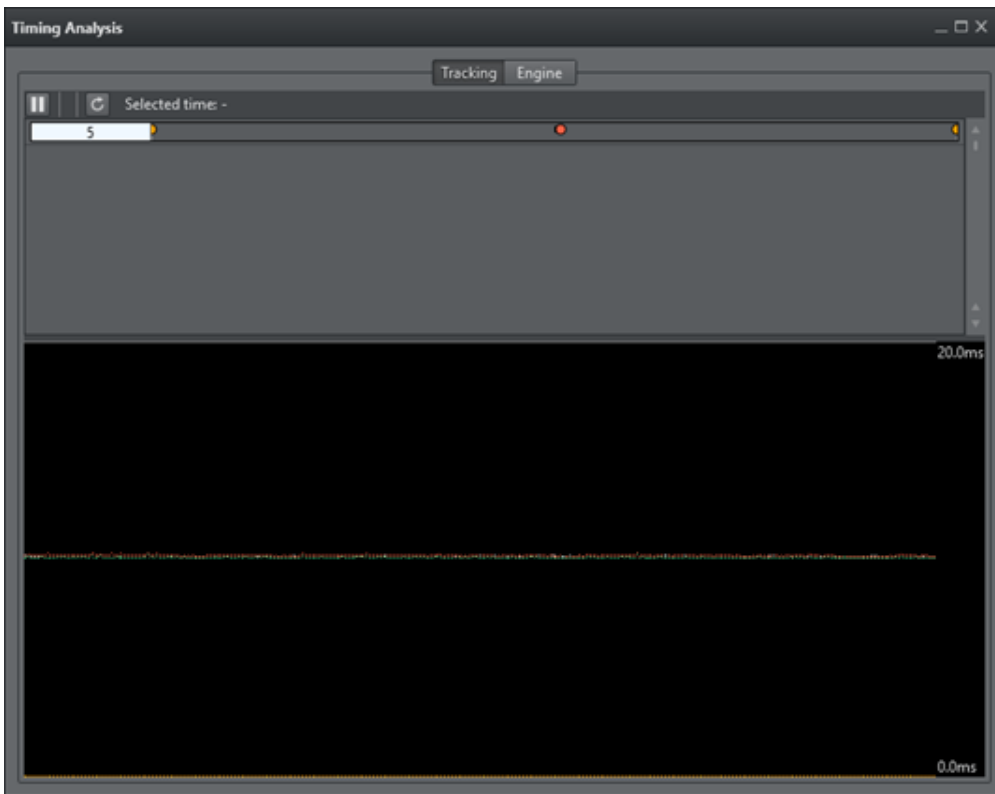 Timing Analysis
Tracking Engine
Selected time: -
5
20.0ms
0.0ms